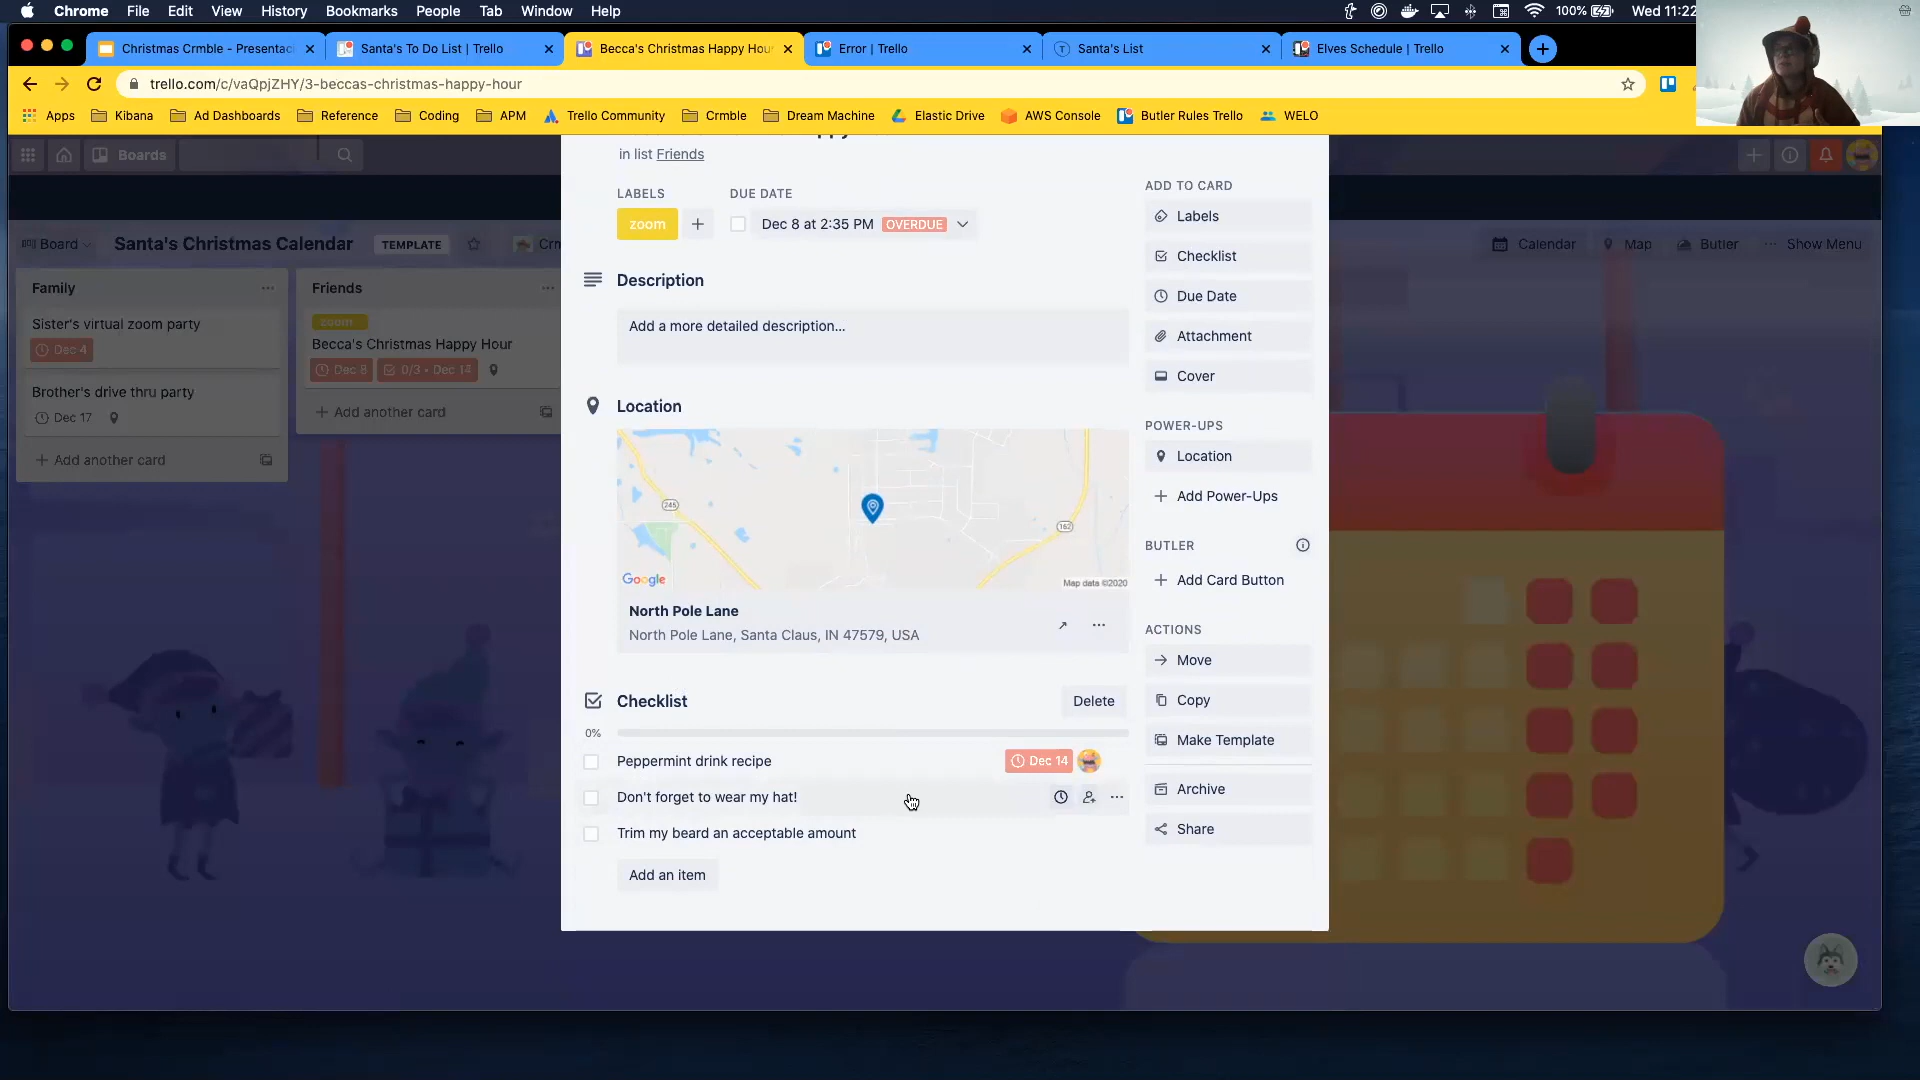 Chrome File Edit View History Bookmarks People Tab Window Help 100% Wed 11:22
Christmas Crmble - Presentaci Santa's To Do List | Trello Becca's Christmas Happy Hou Error | Trello Santa's List Elves Schedule | Trello
trello.com/c/vaQpjZHY/3-beccas-christmas-happy-hour
Apps Kibana Ad Dashboards Reference Coding APM Trello Community Crmble Dream Machine Elastic Drive AWS Console Butler Rules Trello WELO
Boards
Board Santa's Christmas Calendar TEMPLATE Crm Calendar Map Butler Show Menu
Family
Sister's virtual zoom party
Dec 4
Brother's drive thru party
Dec 17
+ Add another card
Friends
zoom
Becca's Christmas Happy Hour
Dec 8 0/3 • Dec 14
+ Add another card
in list Friends
LABELS DUE DATE
zoom + Dec 8 at 2:35 PM OVERDUE
Description
Add a more detailed description...
Location
245
162
Google
Map data ©2020
North Pole Lane
North Pole Lane, Santa Claus, IN 47579, USA
Checklist Delete
0%
Peppermint drink recipe Dec 14
Don't forget to wear my hat!
Trim my beard an acceptable amount
Add an item
ADD TO CARD
Labels
Checklist
Due Date
Attachment
Cover
POWER-UPS
Location
+ Add Power-Ups
BUTLER
+ Add Card Button
ACTIONS
Move
Copy
Make Template
Archive
Share